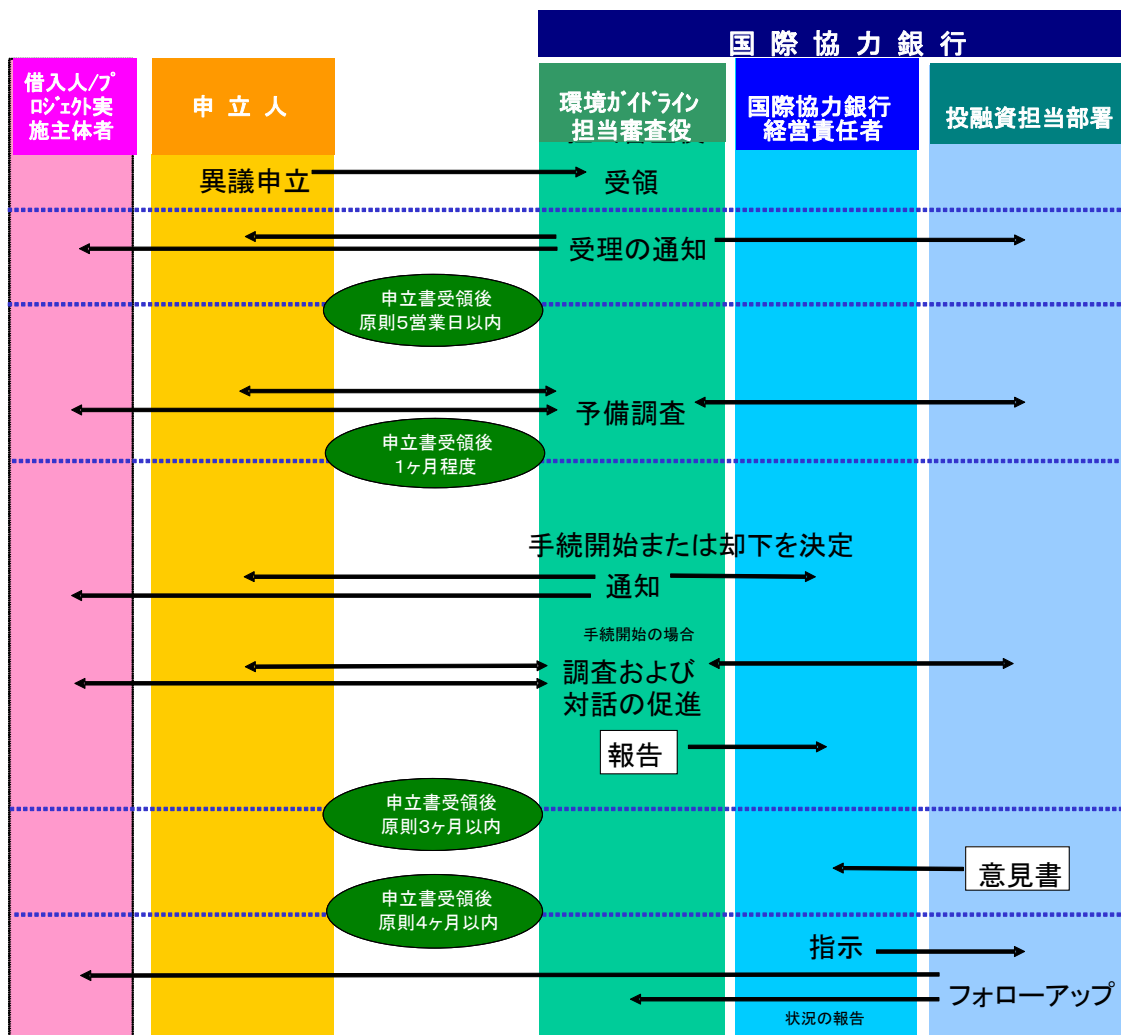 国際協力銀行
借入人/プ
ロジェクト実
施主体者
申立人
環境ガイドライン
担当審査役
国際協力銀行
経営責任者
投融資担当部署
異議申立
受領
受理の通知
申立書受領後
原則5営業日以内
予備調査
申立書受領後
1ヶ月程度
手続開始または却下を決定
通知
手続開始の場合
調査および
対話の促進
報告
申立書受領後
原則3ヶ月以内
意見書
申立書受領後
原則4ヶ月以内
指示
フォローアップ
状況の報告